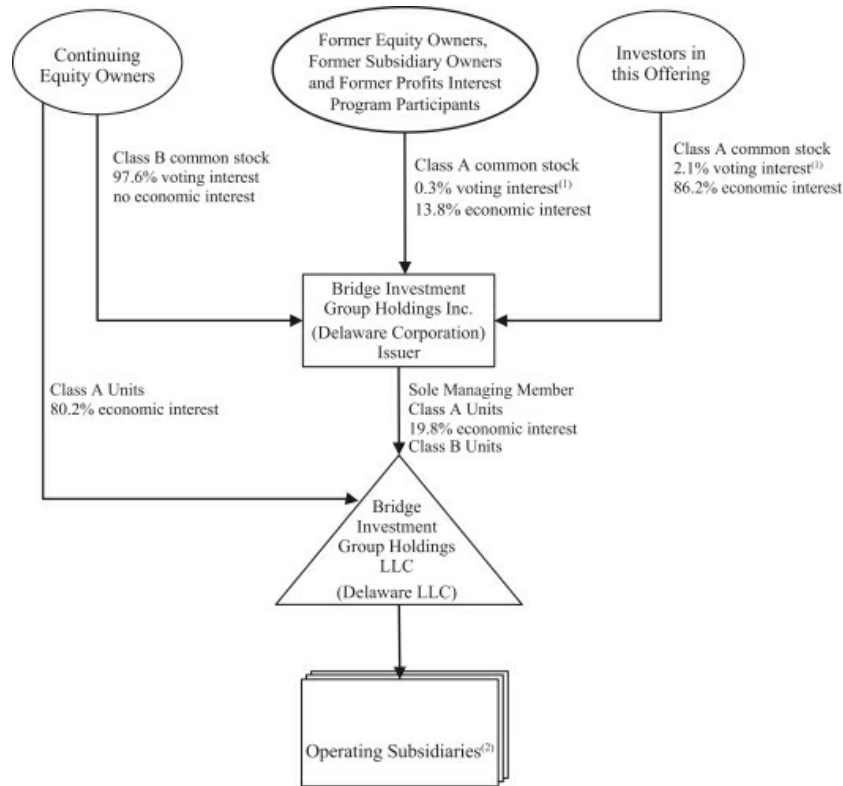 Continuing
Equity Owners
Former Equity Owners,
Former Subsidiary Owners
and Former Profits Interest
Program Participants
Investors in
this Offering
Class B common stock
97.6% voting interest
no economic interest
Class A common stock
0.3% voting interest(1)
13.8% economic interest
Class A common stock
2.1% voting interest(1)
86.2% economic interest
Bridge Investment
Group Holdings Inc.
(Delaware Corporation)
Issuer
Class A Units
80.2% economic interest
Sole Managing Member
Class A Units
19.8% economic interest
Class B Units
Bridge
Investment
Group Holdings
LLC
(Delaware LLC)
Operating Subsidiaries(2)